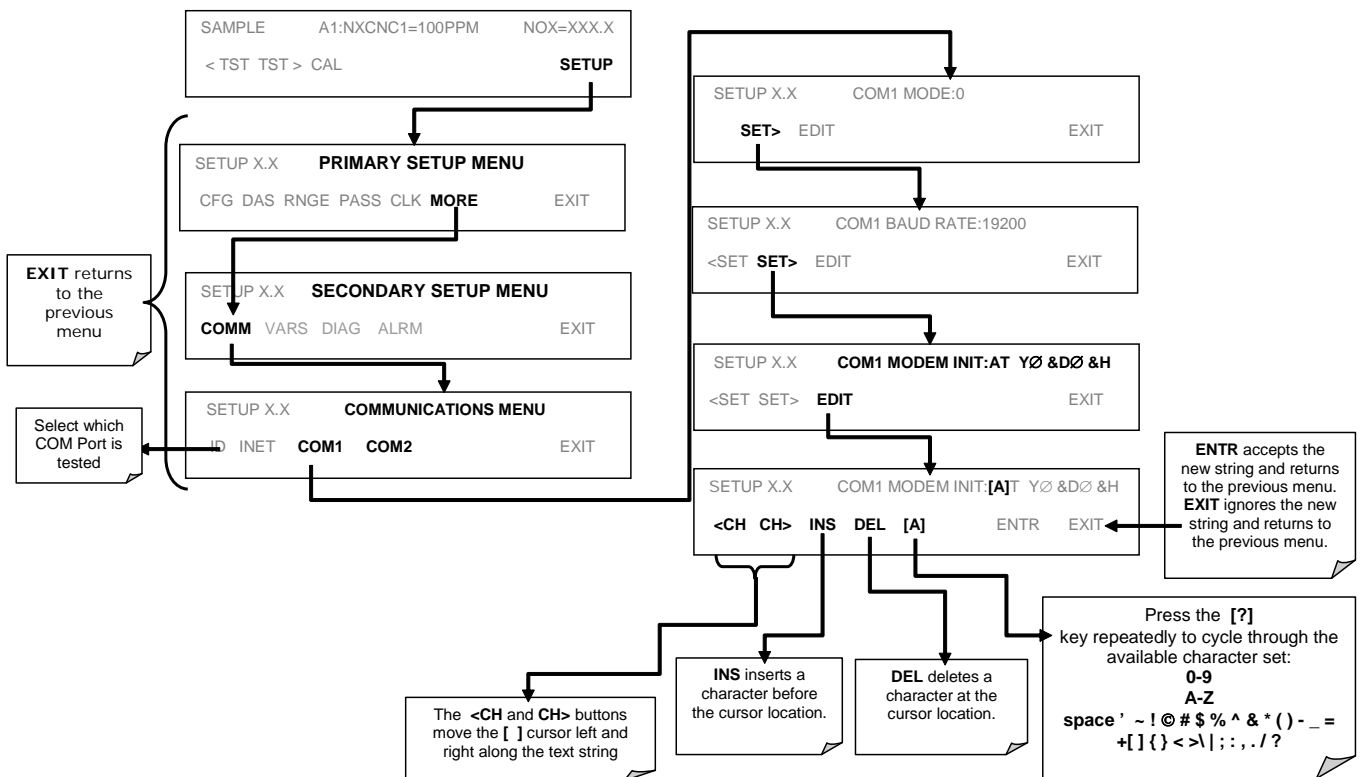 SAMPLE A1:NXCNC1=100PPM NOX=XXX.X
< TST TST > CAL SETUP
SETUP X.X PRIMARY SETUP MENU
CFG DAS RNGE PASS CLK MORE EXIT
SETUP X.X SECONDARY SETUP MENU
COMM VARS DIAG ALRM EXIT
SETUP X.X COMMUNICATIONS MENU
ID INET COM1 COM2 EXIT
EXIT returns
to the
previous
menu
Select which
COM Port is
tested
SETUP X.X COM1 MODE:0
SET> EDIT EXIT
SETUP X.X COM1 BAUD RATE:19200
<SET SET> EDIT EXIT
SETUP X.X COM1 MODEM INIT:AT Y∅ &D∅ &H
<SET SET> EDIT EXIT
SETUP X.X COM1 MODEM INIT:[A]T Y∅ &D∅ &H
<CH CH> INS DEL [A] ENTR EXIT
ENTR accepts the
new string and returns
to the previous menu.
EXIT ignores the new
string and returns to
the previous menu.
The <CH and CH> buttons
move the [ ] cursor left and
right along the text string
INS inserts a
character before
the cursor location.
DEL deletes a
character at the
cursor location.
Press the [?]
key repeatedly to cycle through the
available character set:
0-9
A-Z
space ' ~ ! © # $ % ^ & * ( ) - _ =
+[ ] { } < >\ | ; : , . / ?